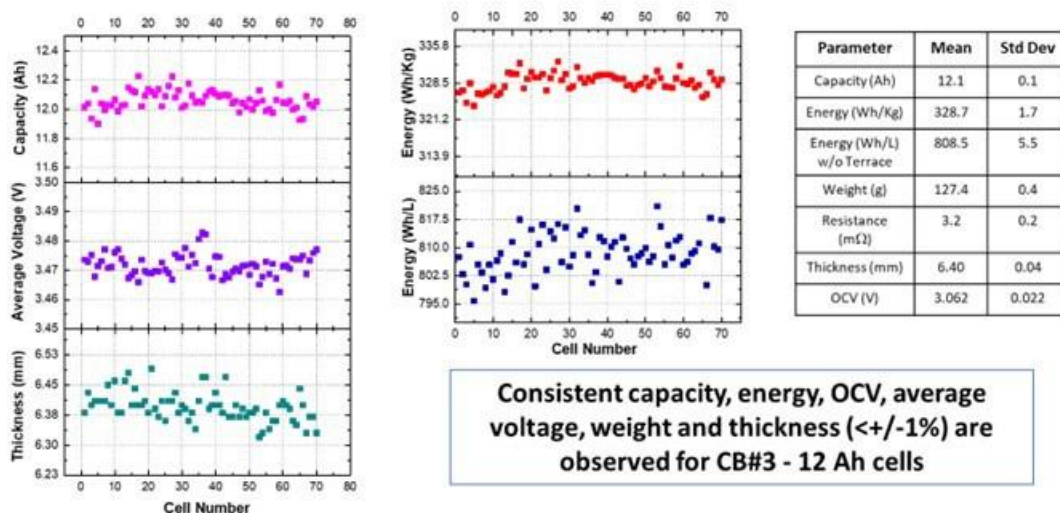 0 10 20 30 40 50 60 70 80
12.4
12.2
12.0
11.8
11.6
Capacity (Ah)
3.50
3.49
3.48
3.47
3.46
3.45
Average Voltage (V)
6.53
6.45
6.38
6.30
6.23
Thickness (mm)
0 10 20 30 40 50 60 70 80
Cell Number
0 10 20 30 40 50 60 70
335.8
328.5
321.2
313.9
Energy (Wh/Kg)
825.0
817.5
810.0
802.5
795.0
Energy (Wh/L)
0 10 20 30 40 50 60 70
Cell Number
Parameter Mean Std Dev
Capacity (Ah) 12.1 0.1
Energy (Wh/Kg) 328.7 1.7
Energy (Wh/L)
w/o Terrace 808.5 5.5
Weight (g) 127.4 0.4
Resistance
(mΩ) 3.2 0.2
Thickness (mm) 6.40 0.04
OCV (V) 3.062 0.022
Consistent capacity, energy, OCV, average
voltage, weight and thickness (<+/-1%) are
observed for CB#3 - 12 Ah cells